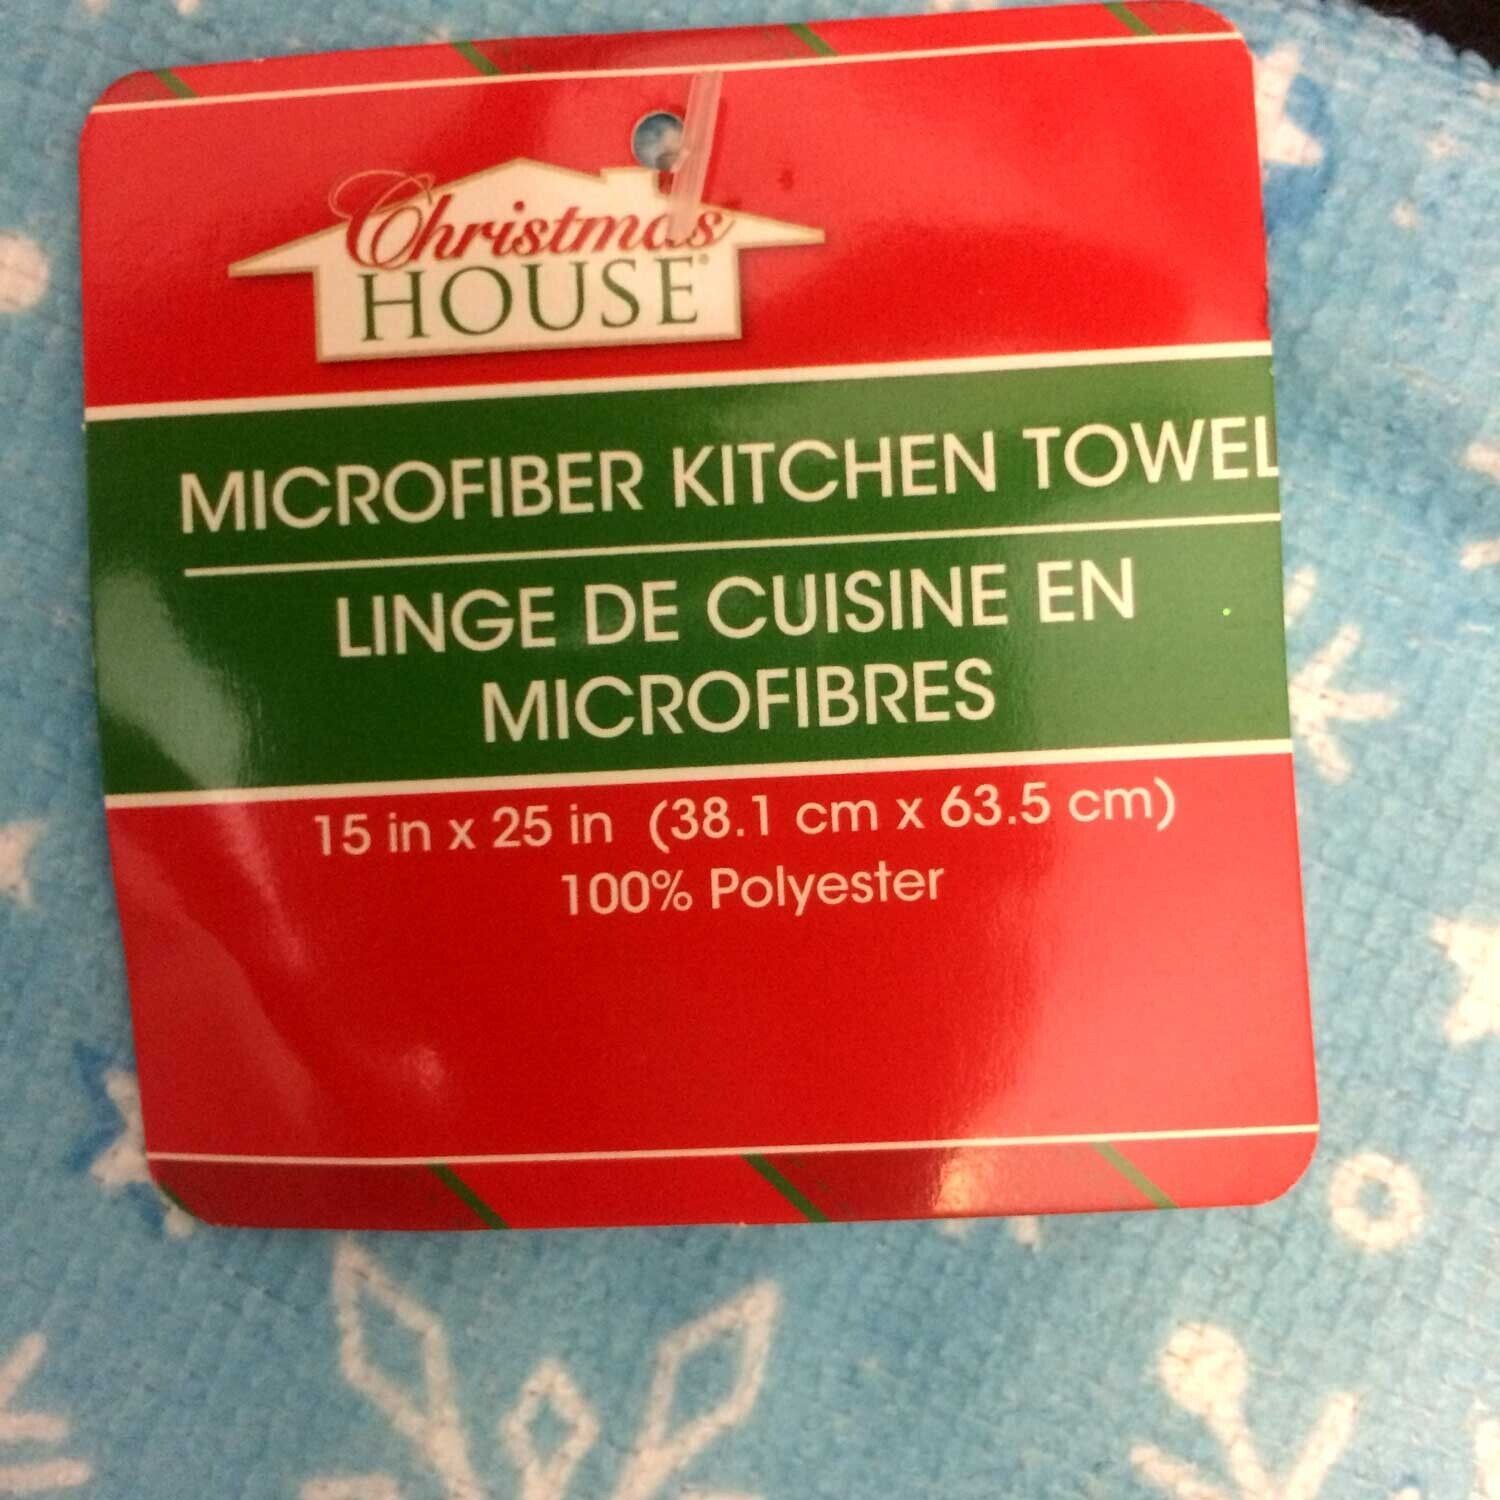 Christmas
HOUSE®
MICROFIBER KITCHEN TOWEL
LINGE DE CUISINE EN
MICROFIBRES
15 in x 25 in (38.1 cm x 63.5 cm)
100% Polyester